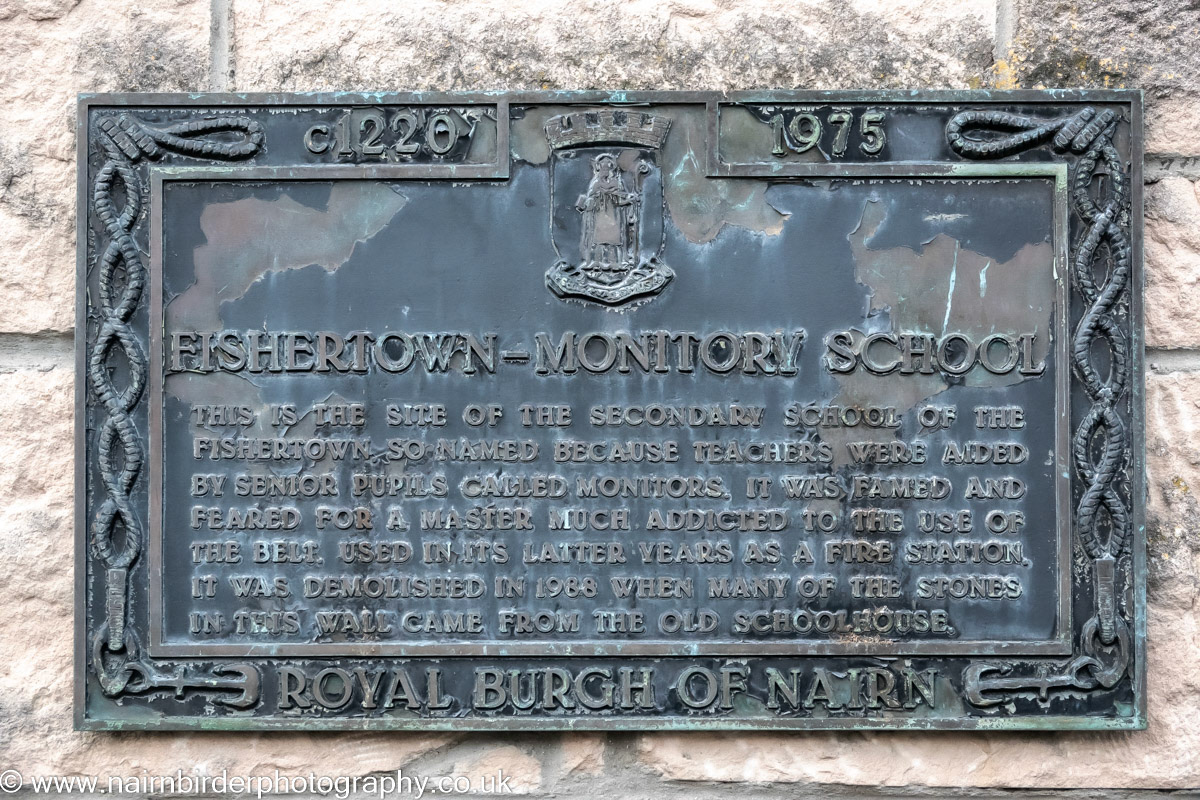 c1220 1975
FISHERTOWN - MONITORY SCHOOL
THIS IS THE SITE OF THE SECONDARY SCHOOL OF THE
FISHERTOWN, SO NAMED BECAUSE TEACHERS WERE AIDED
BY SENIOR PUPILS CALLED MONITORS. IT WAS FAMED AND
FEARED FOR A MASTER MUCH ADDICTED TO THE USE OF
THE BELT. USED IN ITS LATTER YEARS AS A FIRE STATION.
IT WAS DEMOLISHED IN 1988 WHEN MANY OF THE STONES
IN THIS WALL CAME FROM THE OLD SCHOOLHOUSE.
ROYAL BURGH OF NAIRN
© www.nairnbirderphotography.co.uk